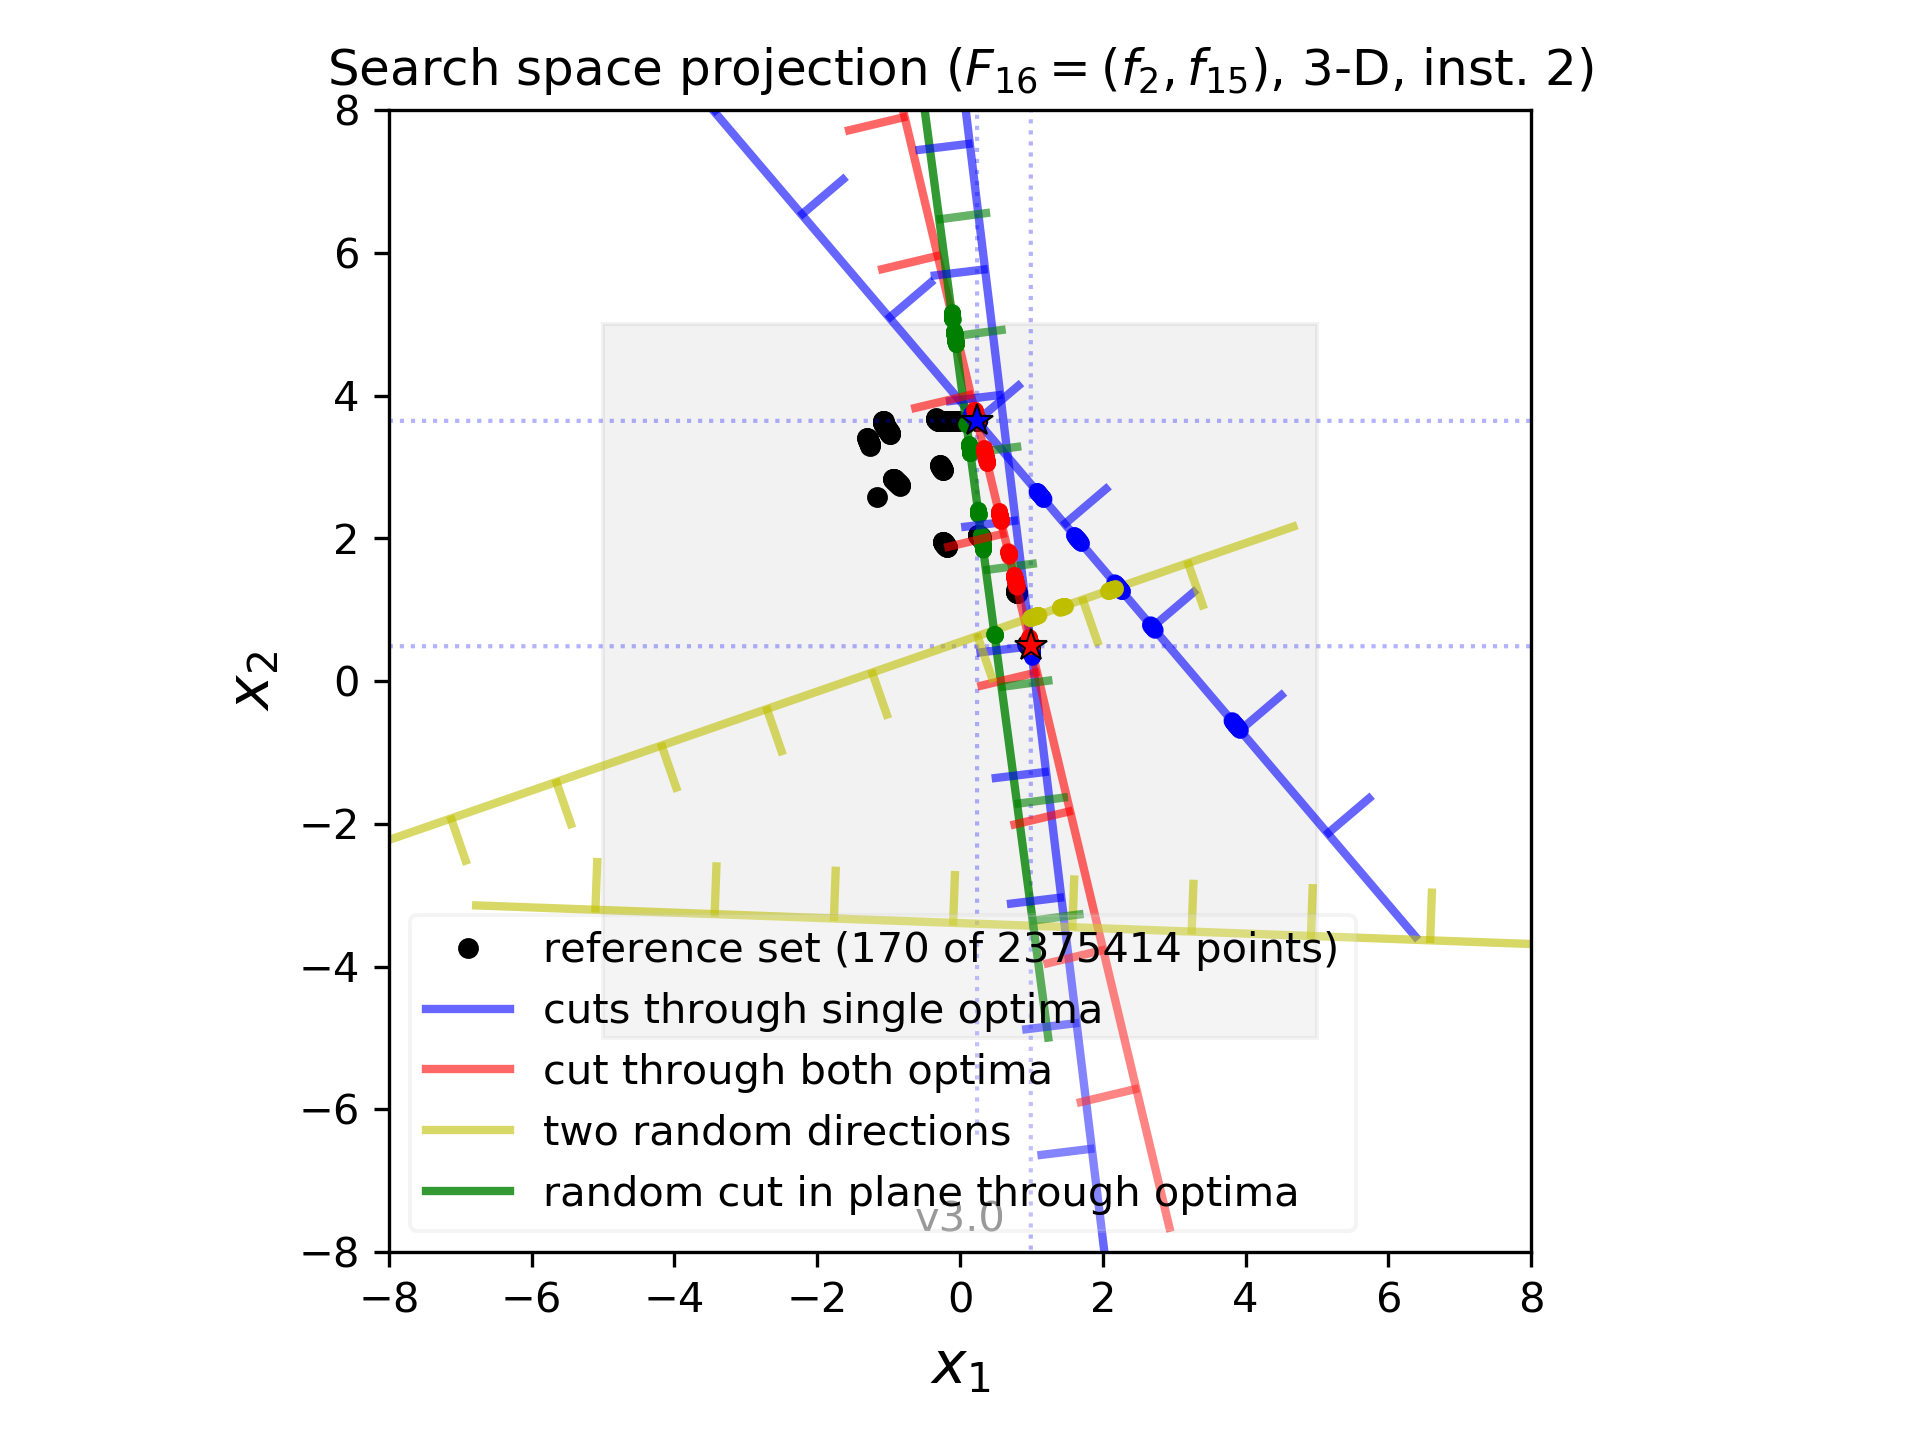 Search space projection (F₁₆ = (f₂, f₁₅), 3-D, inst. 2)
8
6
4
2
0
−2
−4
−6
−8
x₂
reference set (170 of 2375414 points)
cuts through single optima
cut through both optima
two random directions
random cut in plane through optima
v3.0
−8 −6 −4 −2 0 2 4 6 8
x₁